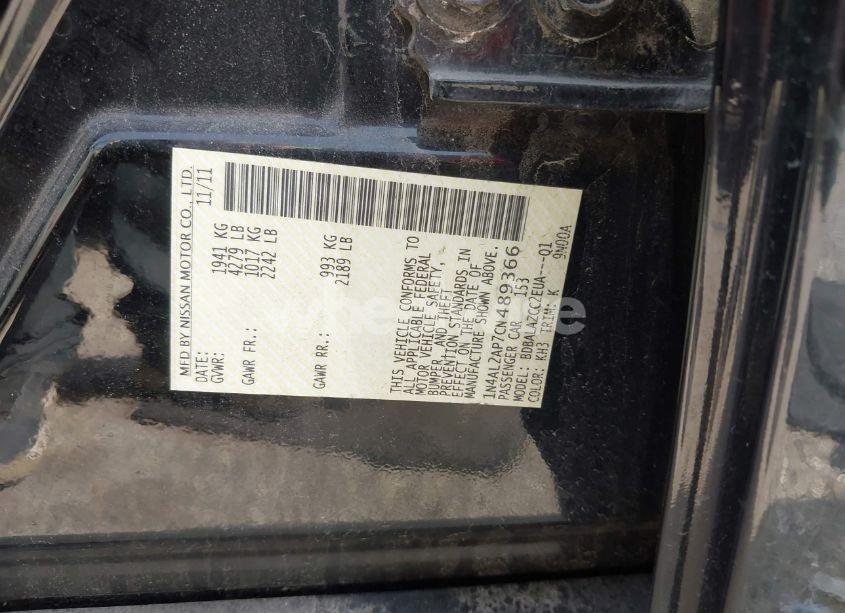 MFD BY NISSAN MOTOR CO., LTD.
DATE: 11/11
GVWR: 1941 KG
4279 LB
GAWR FR: 1017 KG
2242 LB
GAWR RR: 993 KG
2189 LB
THIS VEHICLE CONFORMS TO
ALL APPLICABLE FEDERAL
MOTOR VEHICLE SAFETY,
BUMPER, AND THEFT
PREVENTION STANDARDS IN
EFFECT ON THE DATE OF
MANUFACTURE SHOWN ABOVE.
1N4AL2AP7CN489366
PASSENGER CAR 153
MODEL: BDBALAZCC2EUA----01
COLOR: KH3 TRIM: K 9N00A